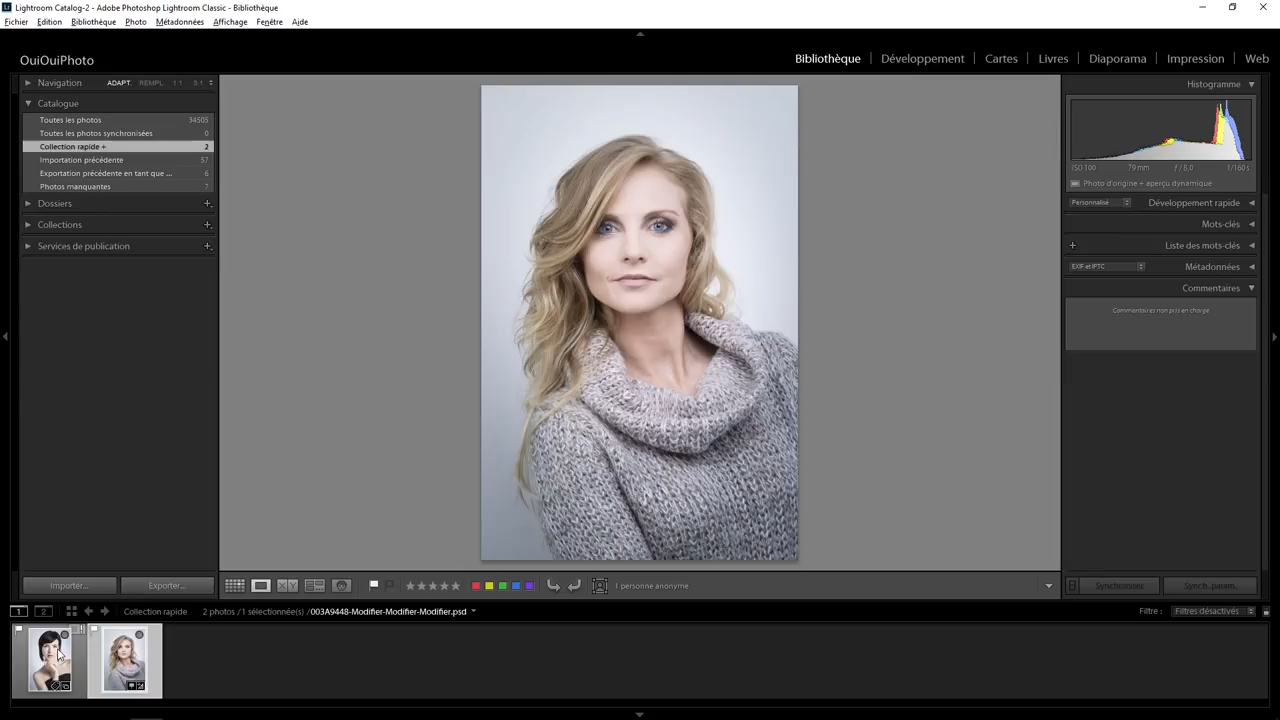 Lightroom Catalog-2 - Adobe Photoshop Lightroom Classic - Bibliothèque
Fichier Edition Bibliothèque Photo Métadonnées Affichage Fenêtre Aide
OuiOuiPhoto
Bibliothèque | Développement | Cartes | Livres | Diaporama | Impression | Web
Navigation ADAPT. REMPL. 1:1 3:1
Catalogue
Toutes les photos 34505
Toutes les photos synchronisées 0
Collection rapide + 2
Importation précédente 57
Exportation précédente en tant que ... 6
Photos manquantes 7
Dossiers
Collections
Services de publication
Importer...
Exporter...
Histogramme
ISO 100 79 mm ƒ / 8,0 1/160 s
Photo d'origine + aperçu dynamique
Personnalisé Développement rapide
Mots-clés
Liste des mots-clés
EXIF et IPTC Métadonnées
Commentaires
Commentaires non pris en charge
1 personne anonyme
Synchroniser
Synch. param.
1 2 Collection rapide 2 photos /1 sélectionnée(s) /003A9448-Modifier-Modifier-Modifier.psd
Filtre : Filtres désactivés